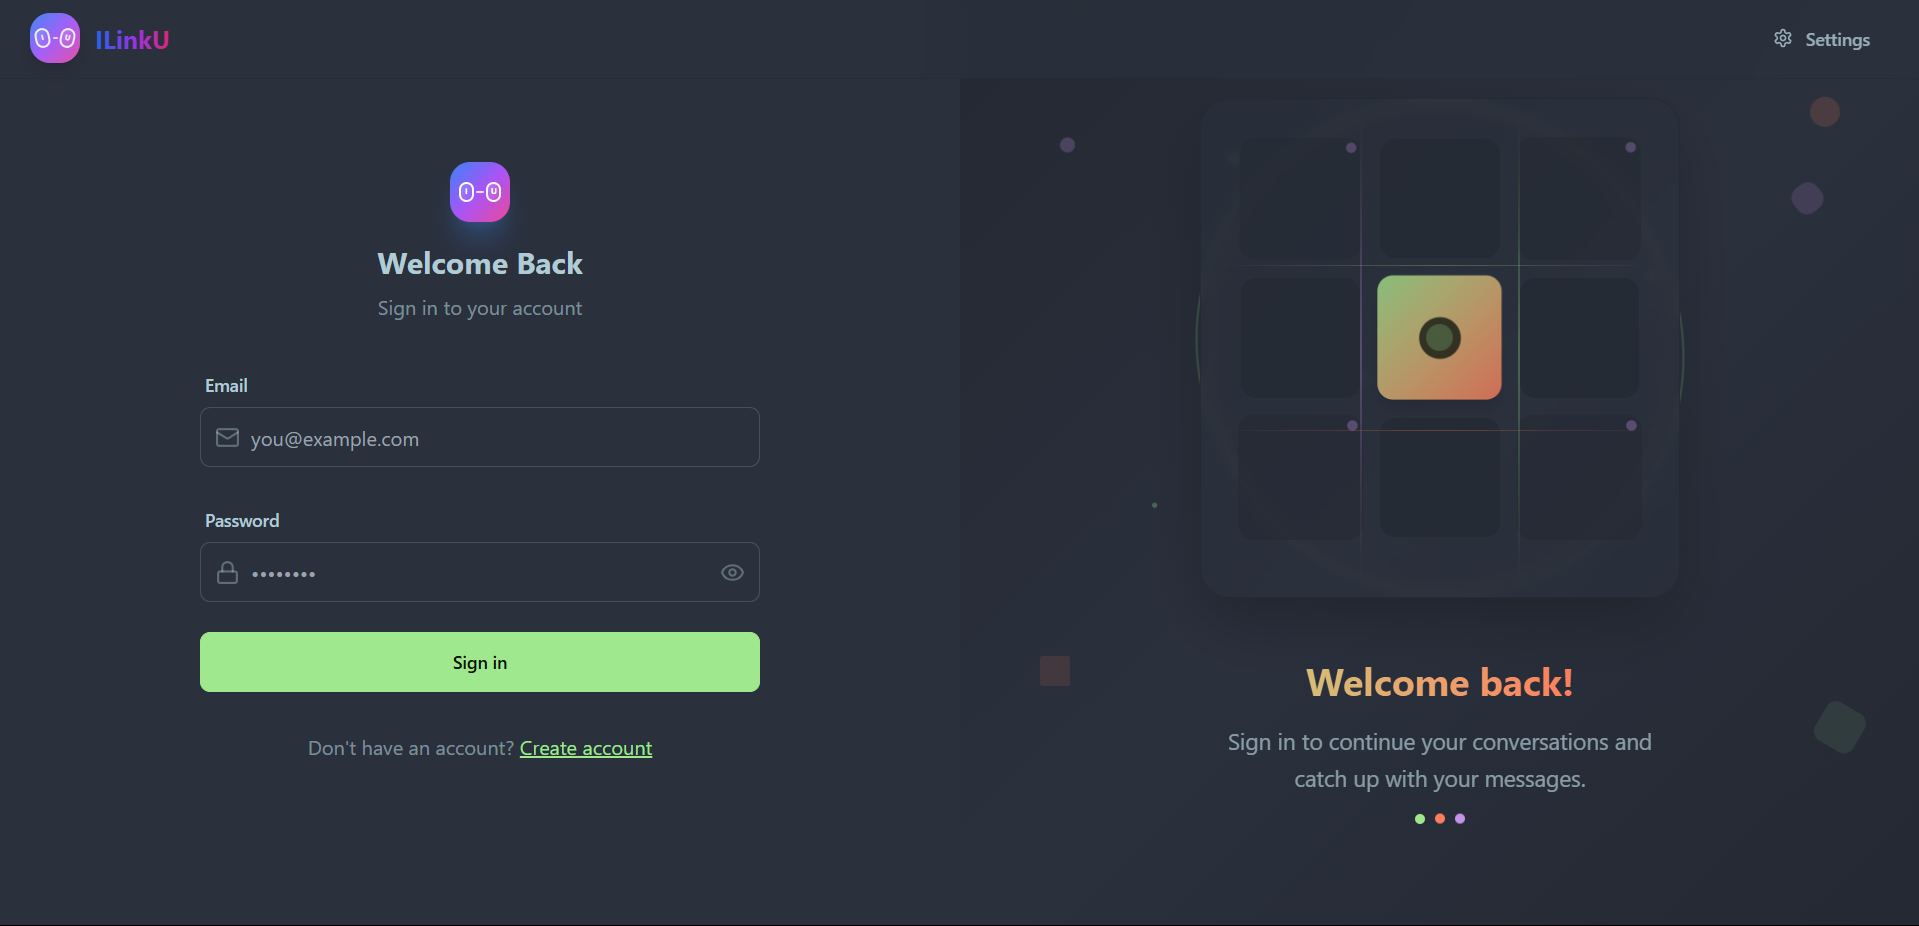 ILinkU
Settings
I-U
Welcome Back
Sign in to your account
Email
you@example.com
Password
••••••••
Sign in
Don't have an account? Create account
Welcome back!
Sign in to continue your conversations and
catch up with your messages.